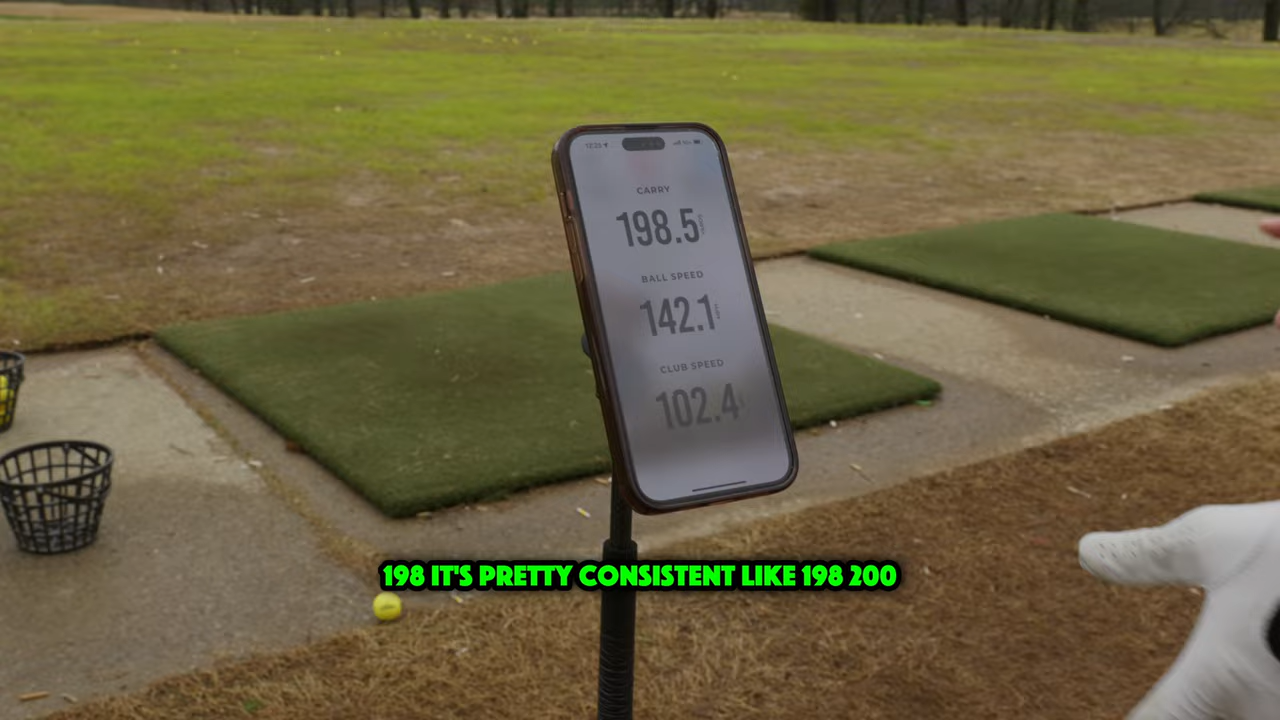 CARRY
198.5
BALL SPEED
142.1
CLUB SPEED
102.4
198 IT'S PRETTY CONSISTENT LIKE 198 200